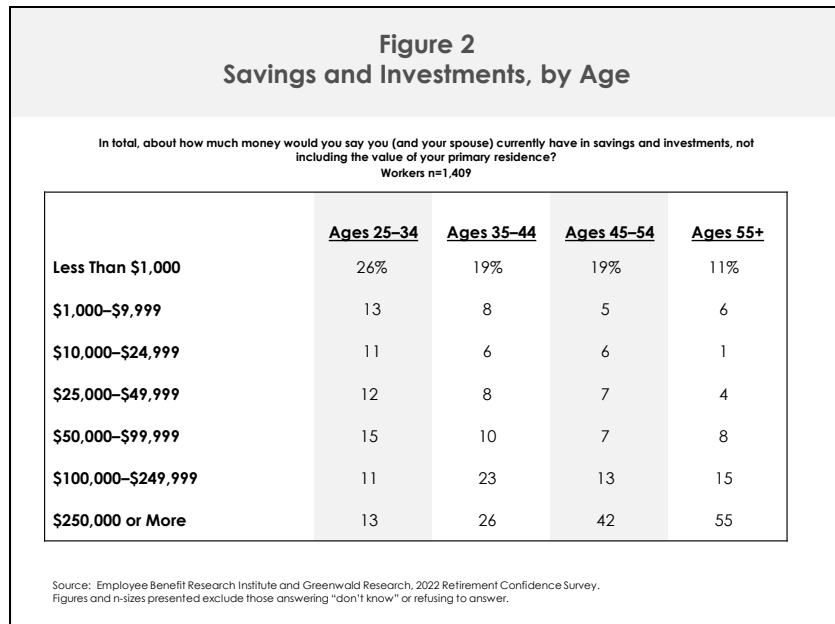 Figure 2
Savings and Investments, by Age
In total, about how much money would you say you (and your spouse) currently have in savings and investments, not
including the value of your primary residence?
Workers n=1,409
Ages 25–34 Ages 35–44 Ages 45–54 Ages 55+
Less Than $1,000 26% 19% 19% 11%
$1,000–$9,999 13 8 5 6
$10,000–$24,999 11 6 6 1
$25,000–$49,999 12 8 7 4
$50,000–$99,999 15 10 7 8
$100,000–$249,999 11 23 13 15
$250,000 or More 13 26 42 55
Source: Employee Benefit Research Institute and Greenwald Research, 2022 Retirement Confidence Survey.
Figures and n-sizes presented exclude those answering “don’t know” or refusing to answer.